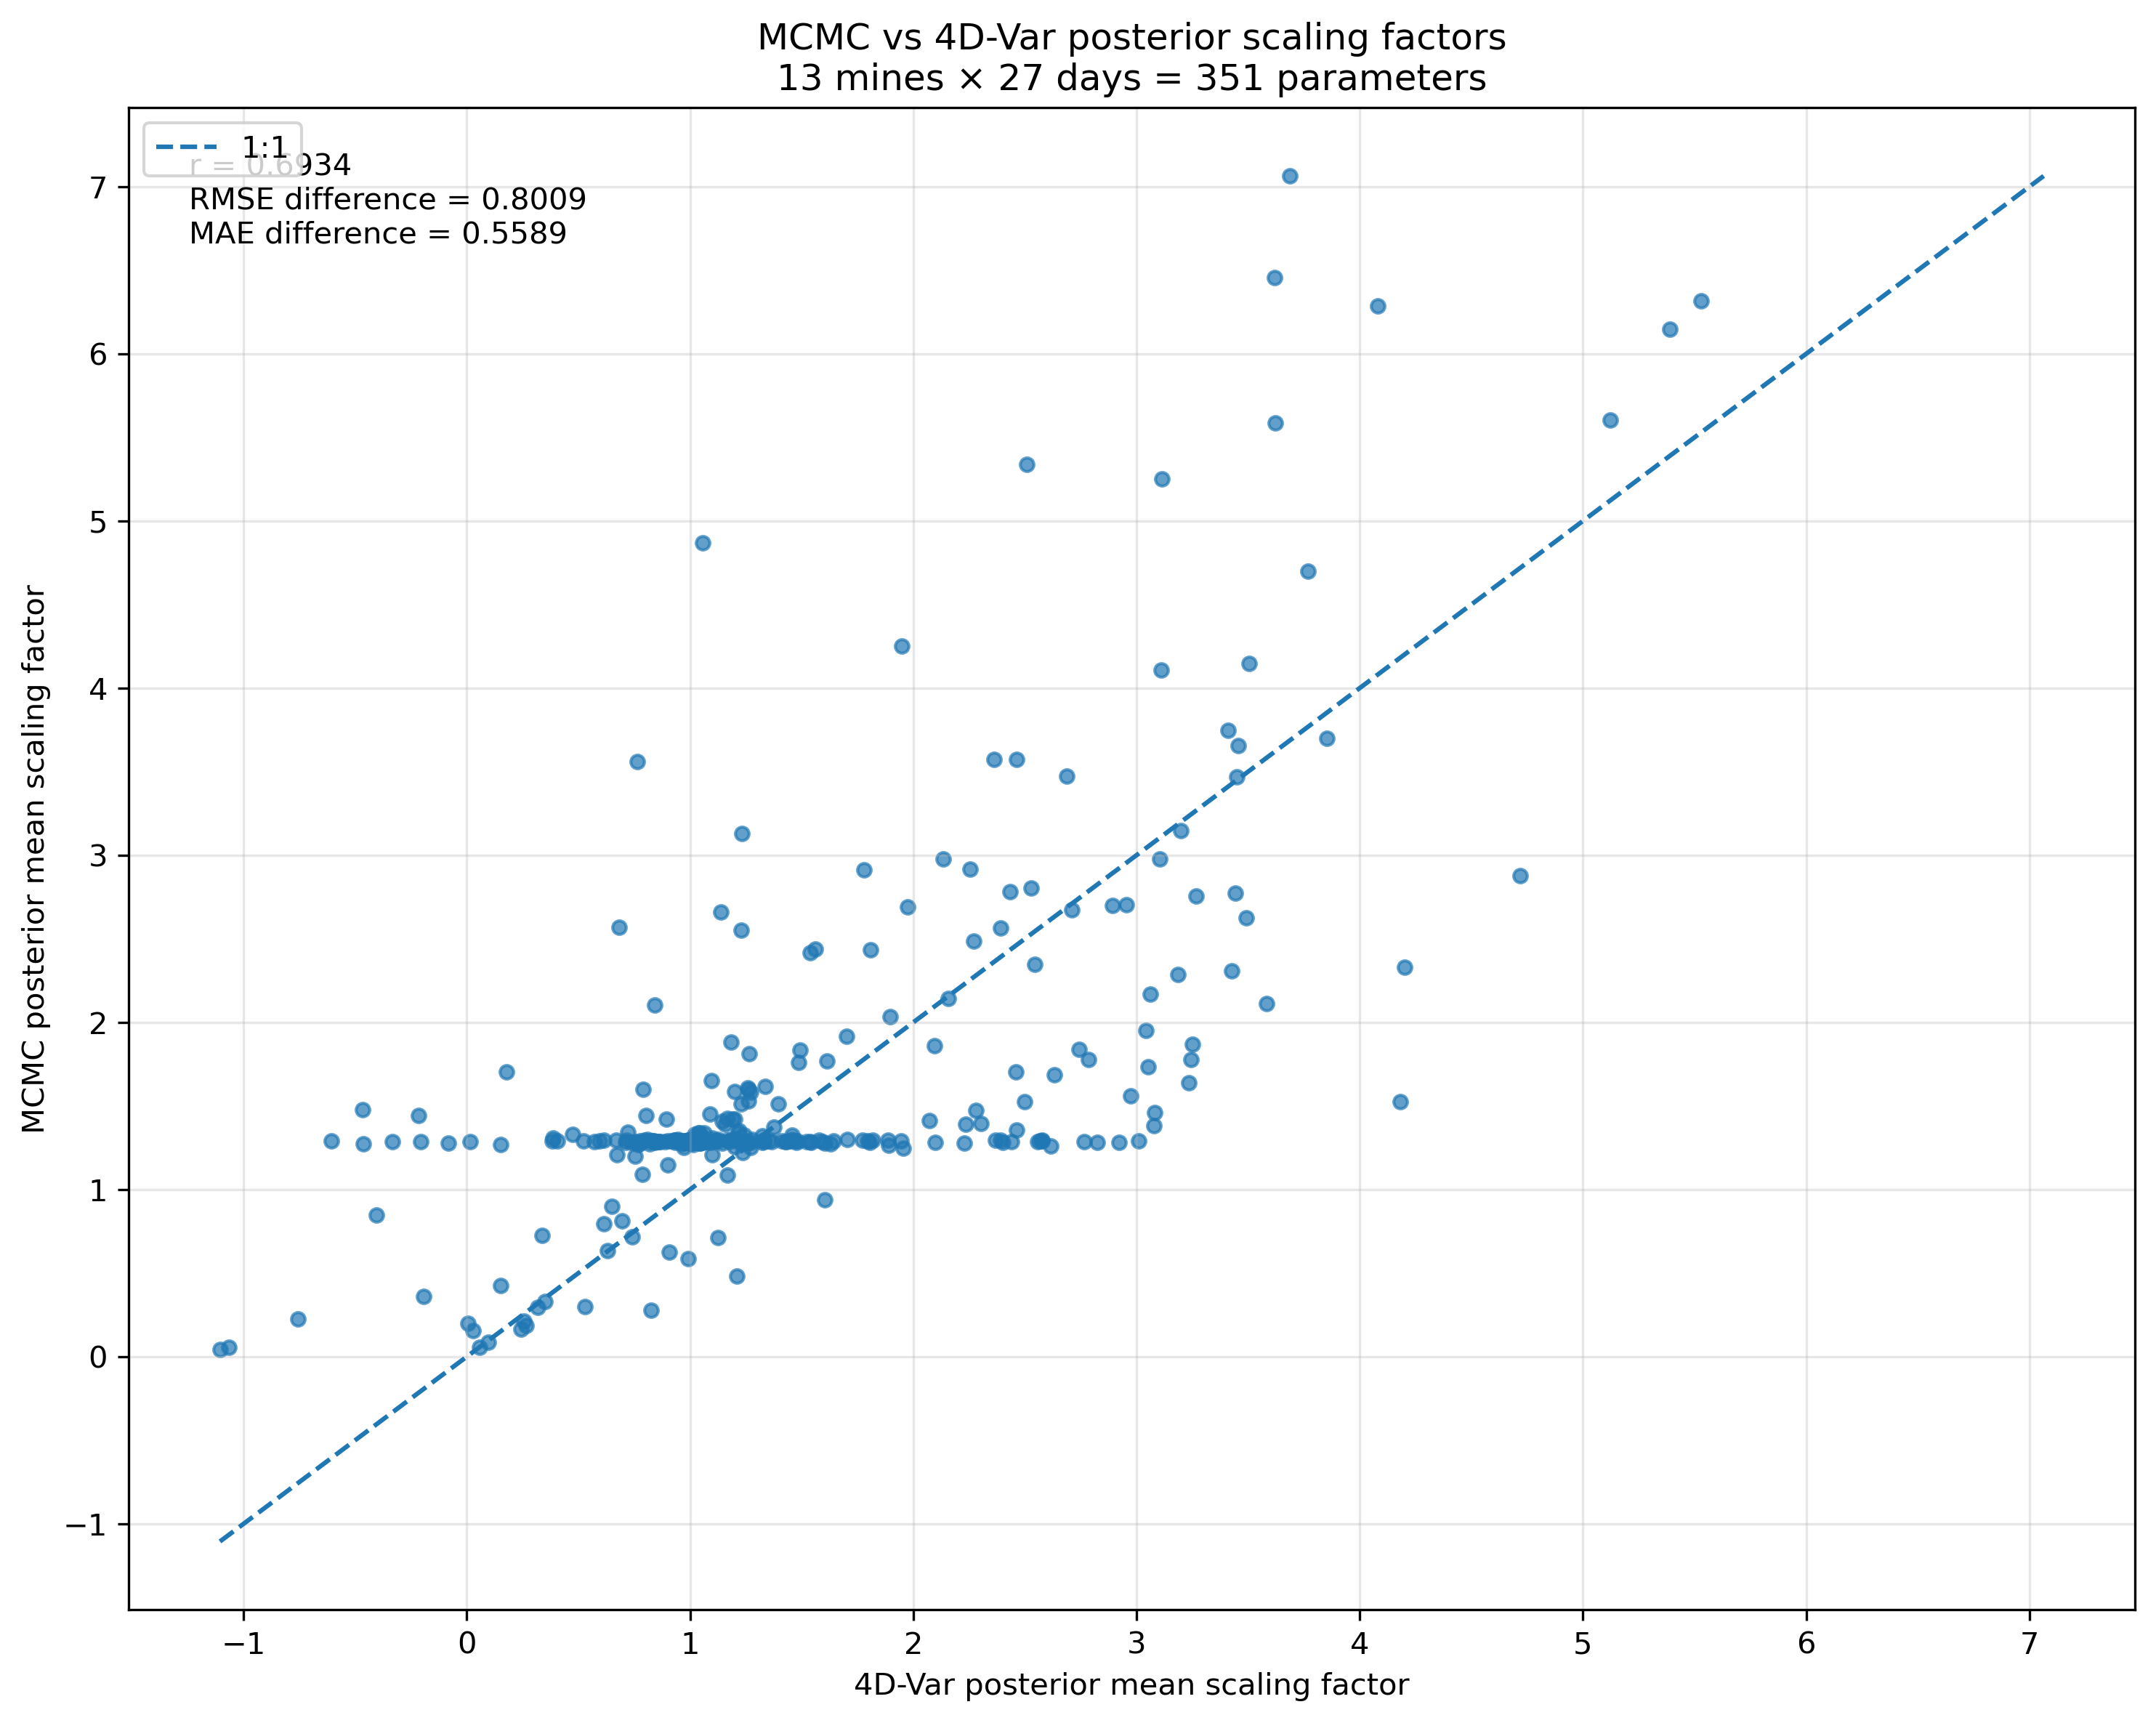 MCMC vs 4D-Var posterior scaling factors
13 mines × 27 days = 351 parameters
1:1
r = 0.6934
RMSE difference = 0.8009
MAE difference = 0.5589
7
6
5
4
3
2
1
0
−1
MCMC posterior mean scaling factor
−1
0
1
2
3
4
5
6
7
4D-Var posterior mean scaling factor